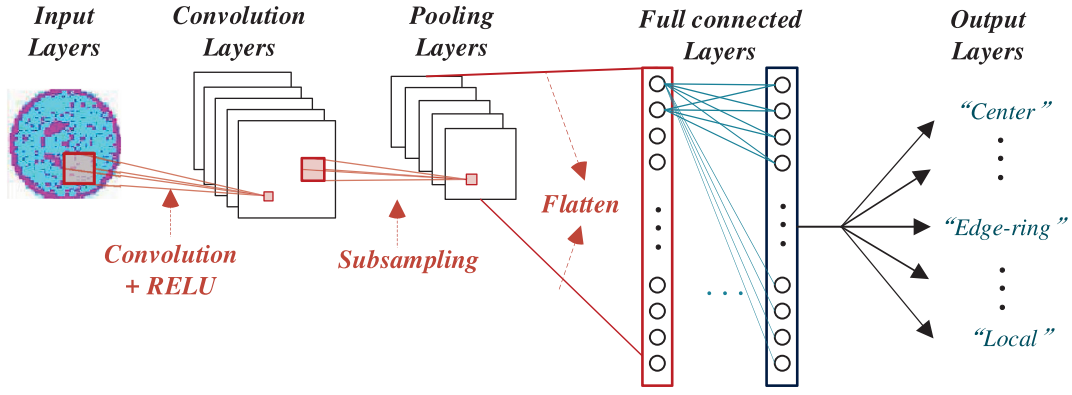 Input
Layers
Convolution
Layers
Pooling
Layers
Full connected
Layers
Output
Layers
Convolution
+ RELU
Subsampling
Flatten
“Center”
“Edge-ring”
“Local”